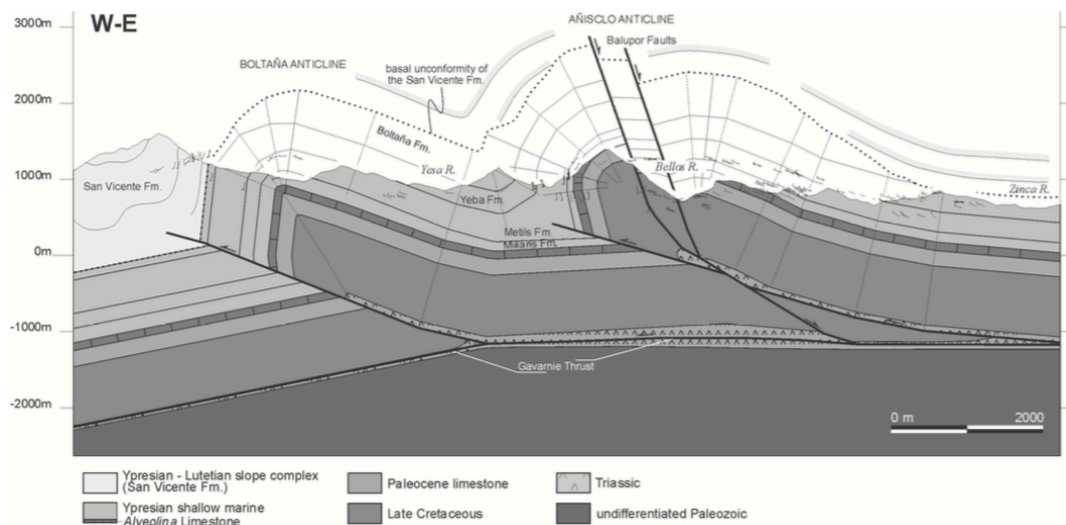 W-E
3000m
2000m
1000m
0m
-1000m
-2000m
BOLTAÑA ANTICLINE
basal unconformity of
the San Vicente Fm.
AÑISCLO ANTICLINE
Balupor Faults
Boltaña Fm.
San Vicente Fm.
Yesa R.
Yeba Fm.
Bellos R.
Zinca R.
Metils Fm.
Millaris Fm.
Gavarnie Thrust
0 m 2000
Ypresian - Lutetian slope complex
(San Vicente Fm.)
Ypresian shallow marine
Alveolina Limestone
Paleocene limestone
Late Cretaceous
Triassic
undifferentiated Paleozoic